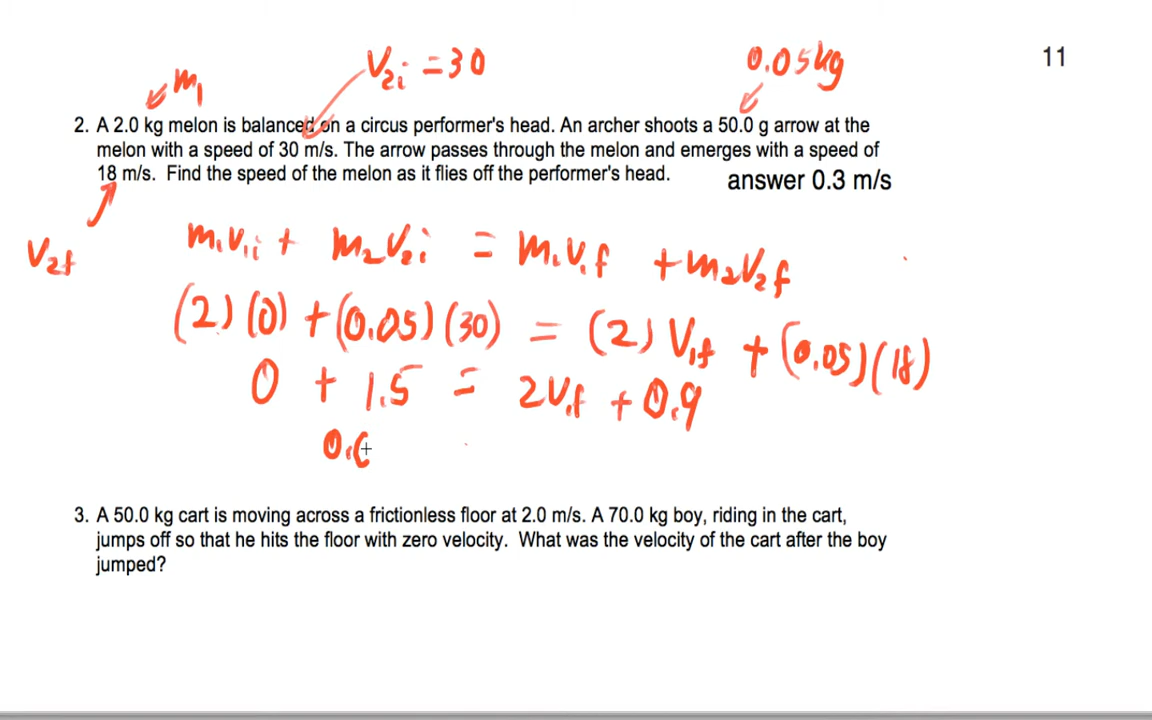 V2i = 30
0.05kg
11
m1
2. A 2.0 kg melon is balanced on a circus performer's head. An archer shoots a 50.0 g arrow at the
melon with a speed of 30 m/s. The arrow passes through the melon and emerges with a speed of
18 m/s. Find the speed of the melon as it flies off the performer's head.
answer 0.3 m/s
V2f
m1v1i + m2v2i = m1v1f + m2v2f
(2)(0) + (0.05)(30) = (2)V1f + (0.05)(18)
0 + 1.5 = 2v1f + 0.9
0.6
3. A 50.0 kg cart is moving across a frictionless floor at 2.0 m/s. A 70.0 kg boy, riding in the cart,
jumps off so that he hits the floor with zero velocity. What was the velocity of the cart after the boy
jumped?